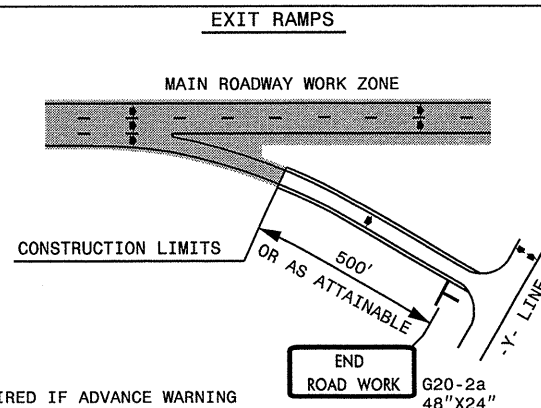 EXIT RAMPS
MAIN ROADWAY WORK ZONE
CONSTRUCTION LIMITS
500'
OR AS ATTAINABLE
-Y- LINE
END
ROAD WORK
G20-2a
48"X24"
IRED IF ADVANCE WARNING